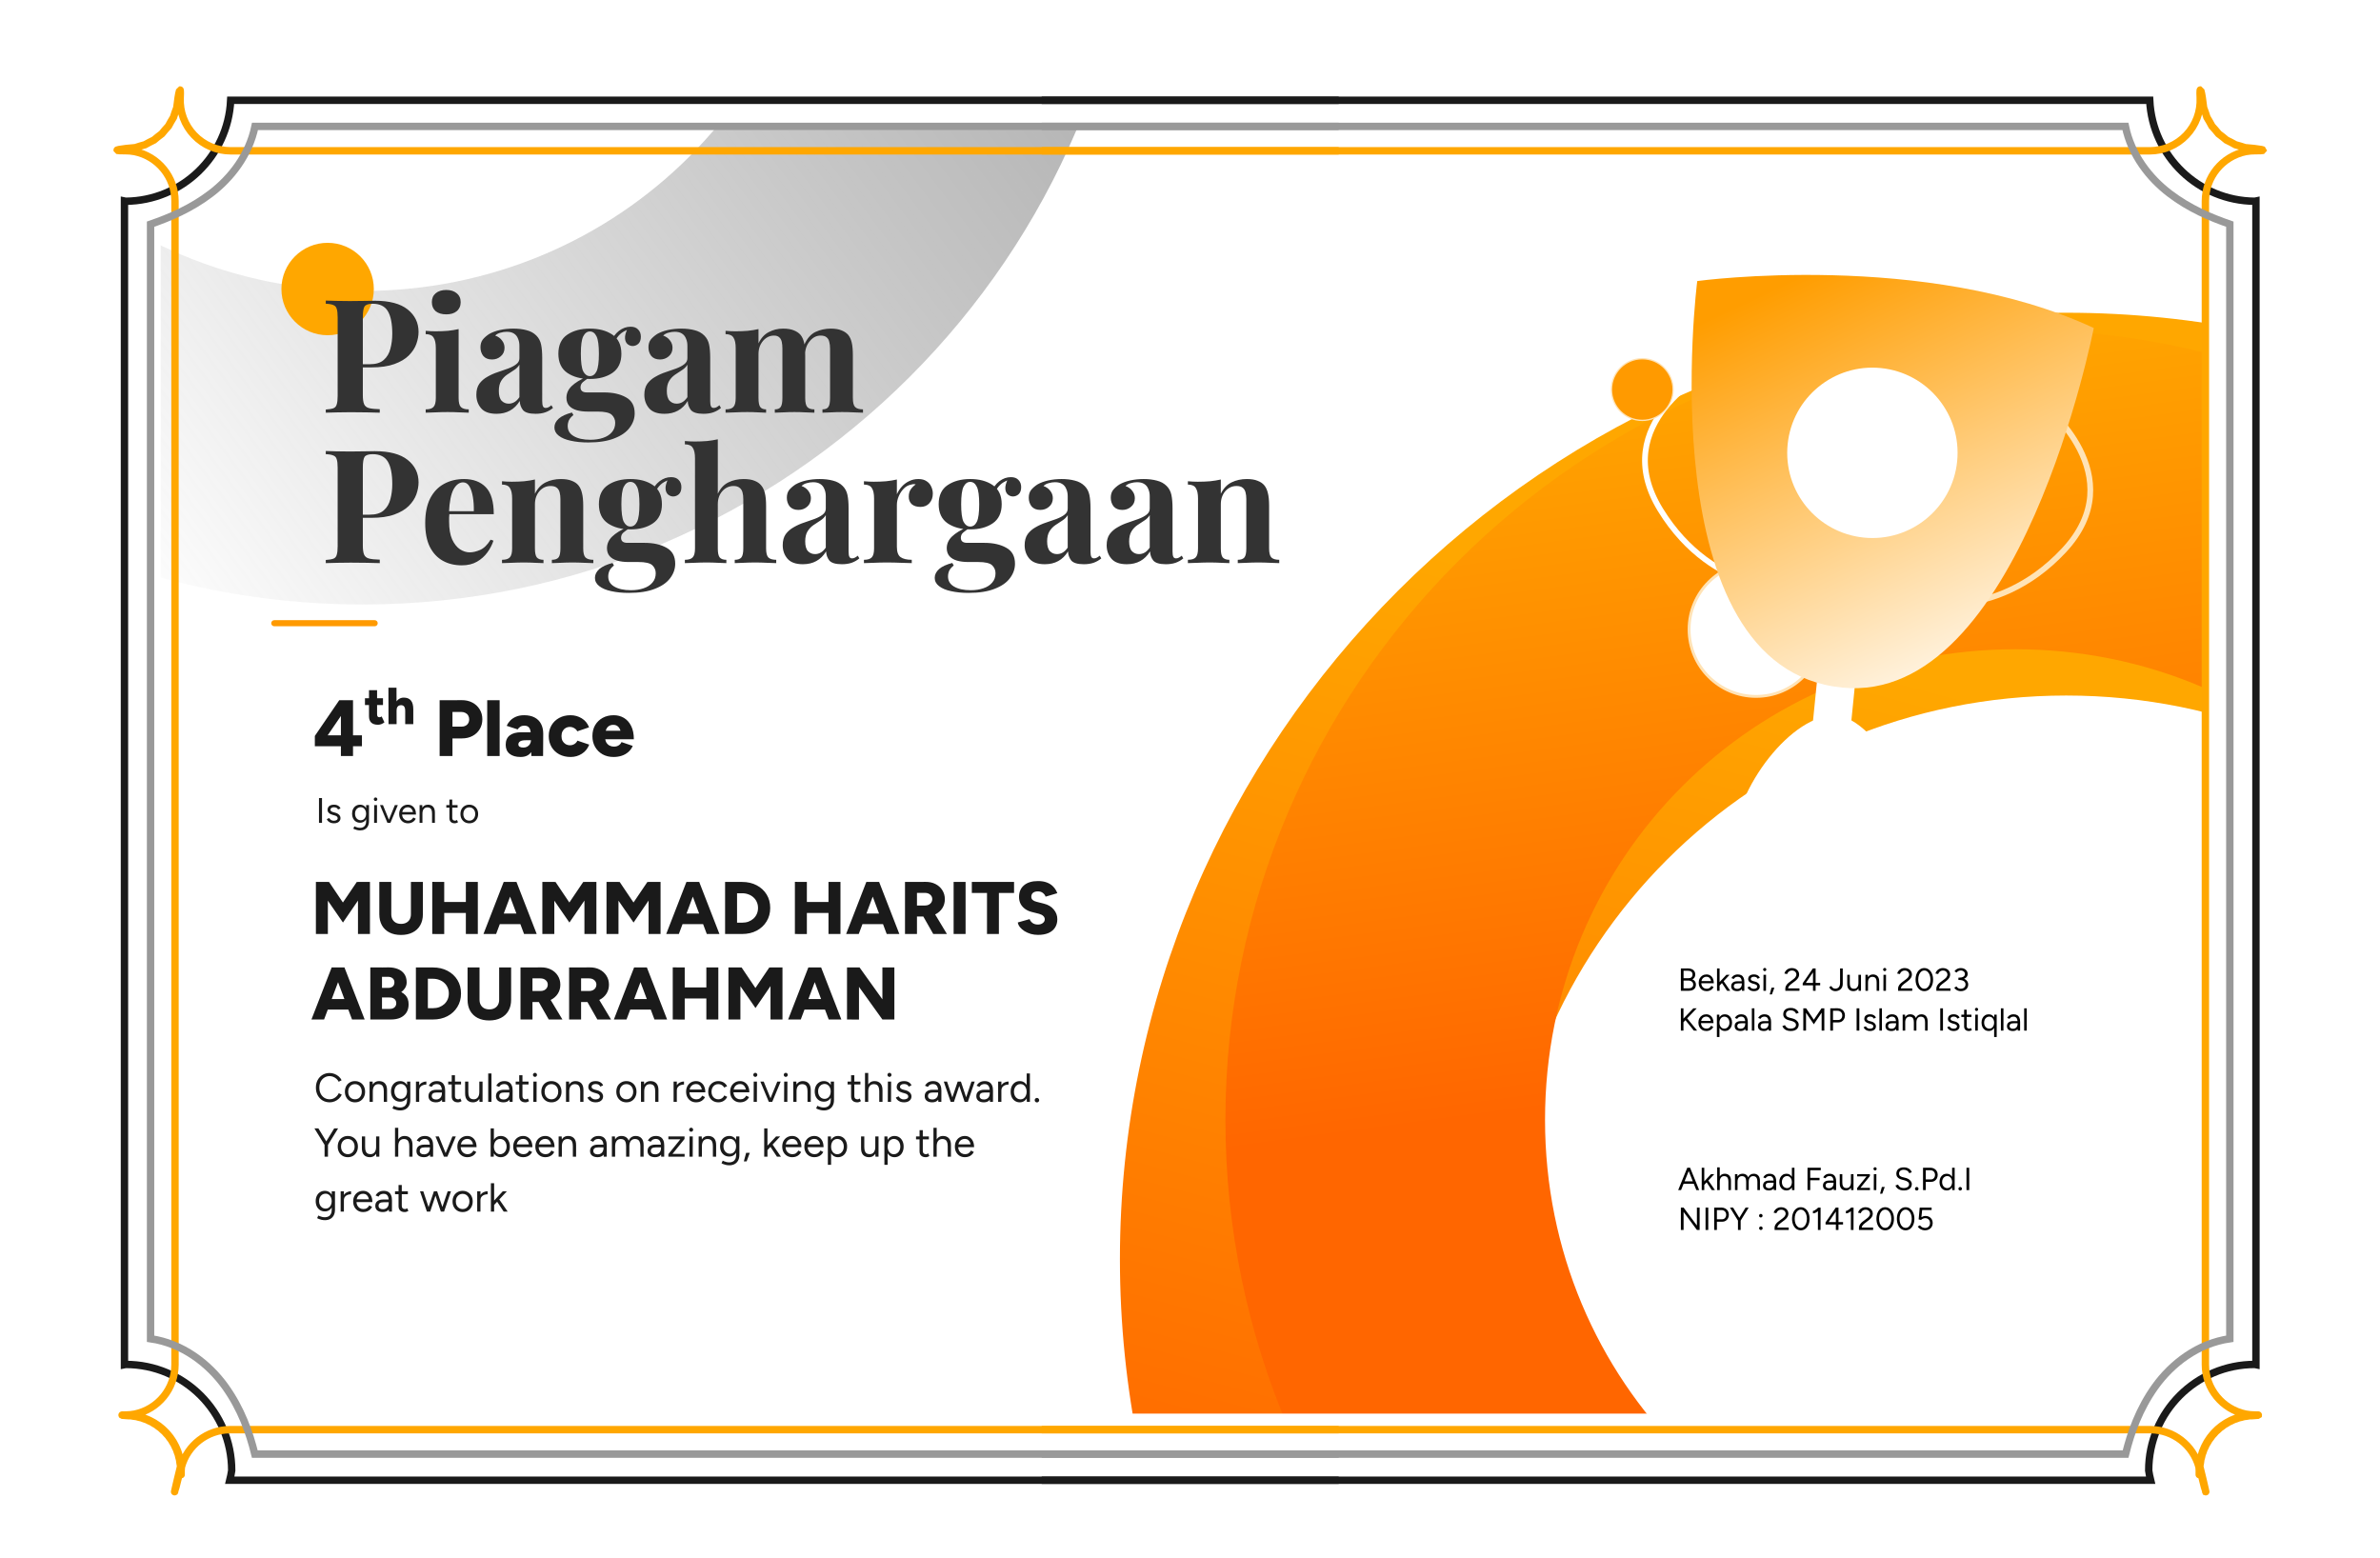 Piagam
Penghargaan
4th Place
Is given to
MUHAMMAD HARITS
ABDURRAHMAN
Congratulations on receiving this award.
You have been amazing, keep up the
great work
Bekasi, 24 Juni 2023
Kepala SMP Islam Istiqlal
Akhmad Fauzi, S.Pd.I
NIPY : 201412005